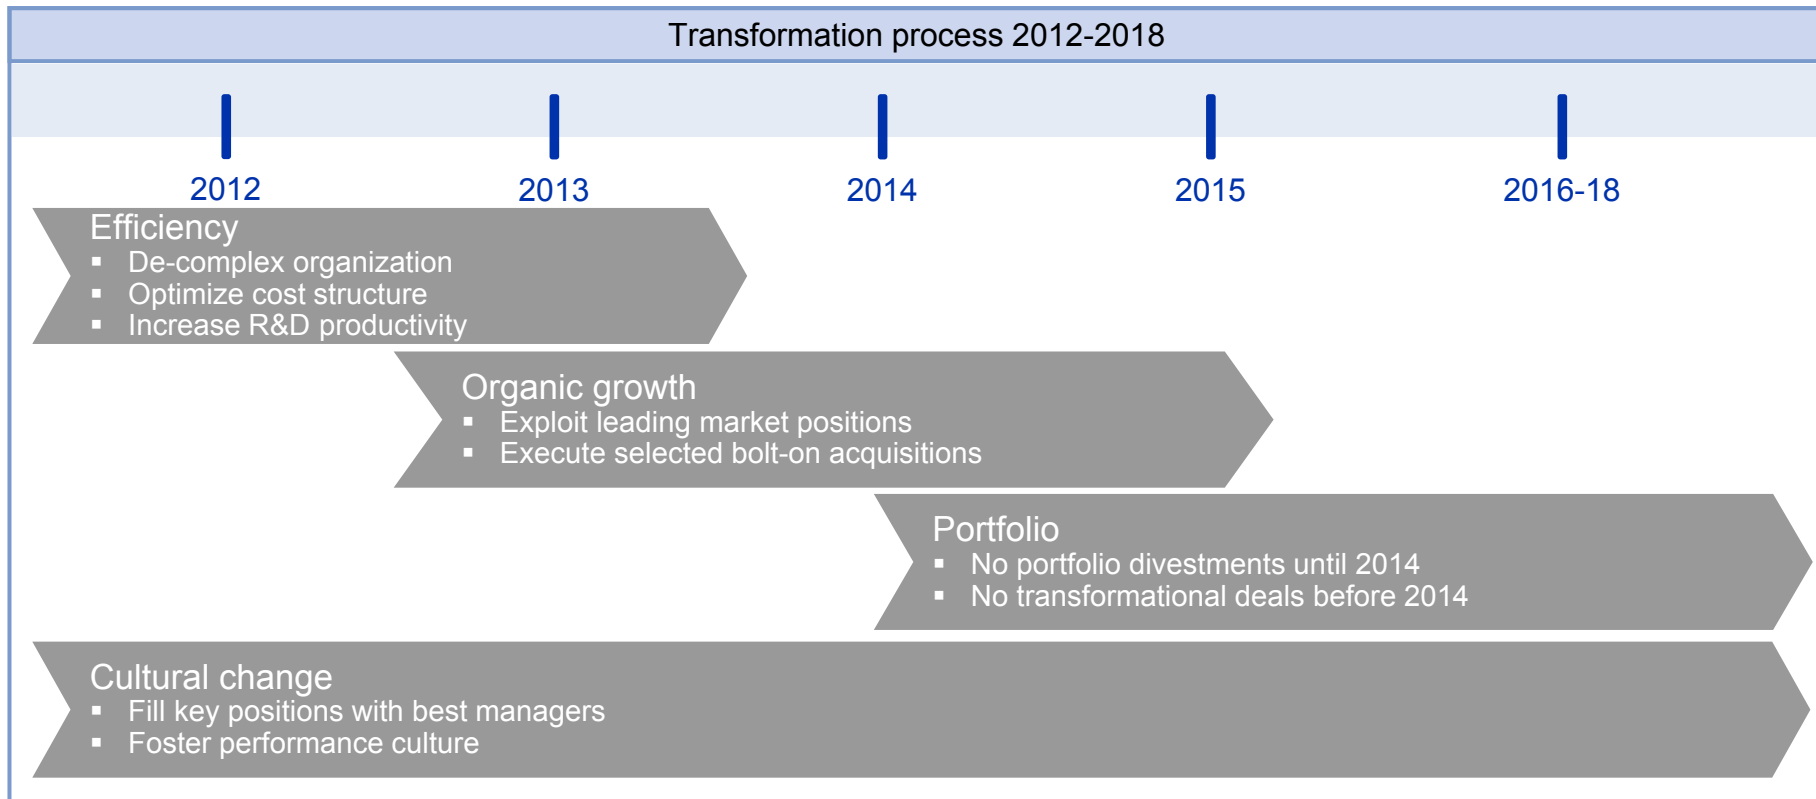 Transformation process 2012-2018
2012 2013 2014 2015 2016-18
Efficiency
▪ De-complex organization
▪ Optimize cost structure
▪ Increase R&D productivity
Organic growth
▪ Exploit leading market positions
▪ Execute selected bolt-on acquisitions
Portfolio
▪ No portfolio divestments until 2014
▪ No transformational deals before 2014
Cultural change
▪ Fill key positions with best managers
▪ Foster performance culture